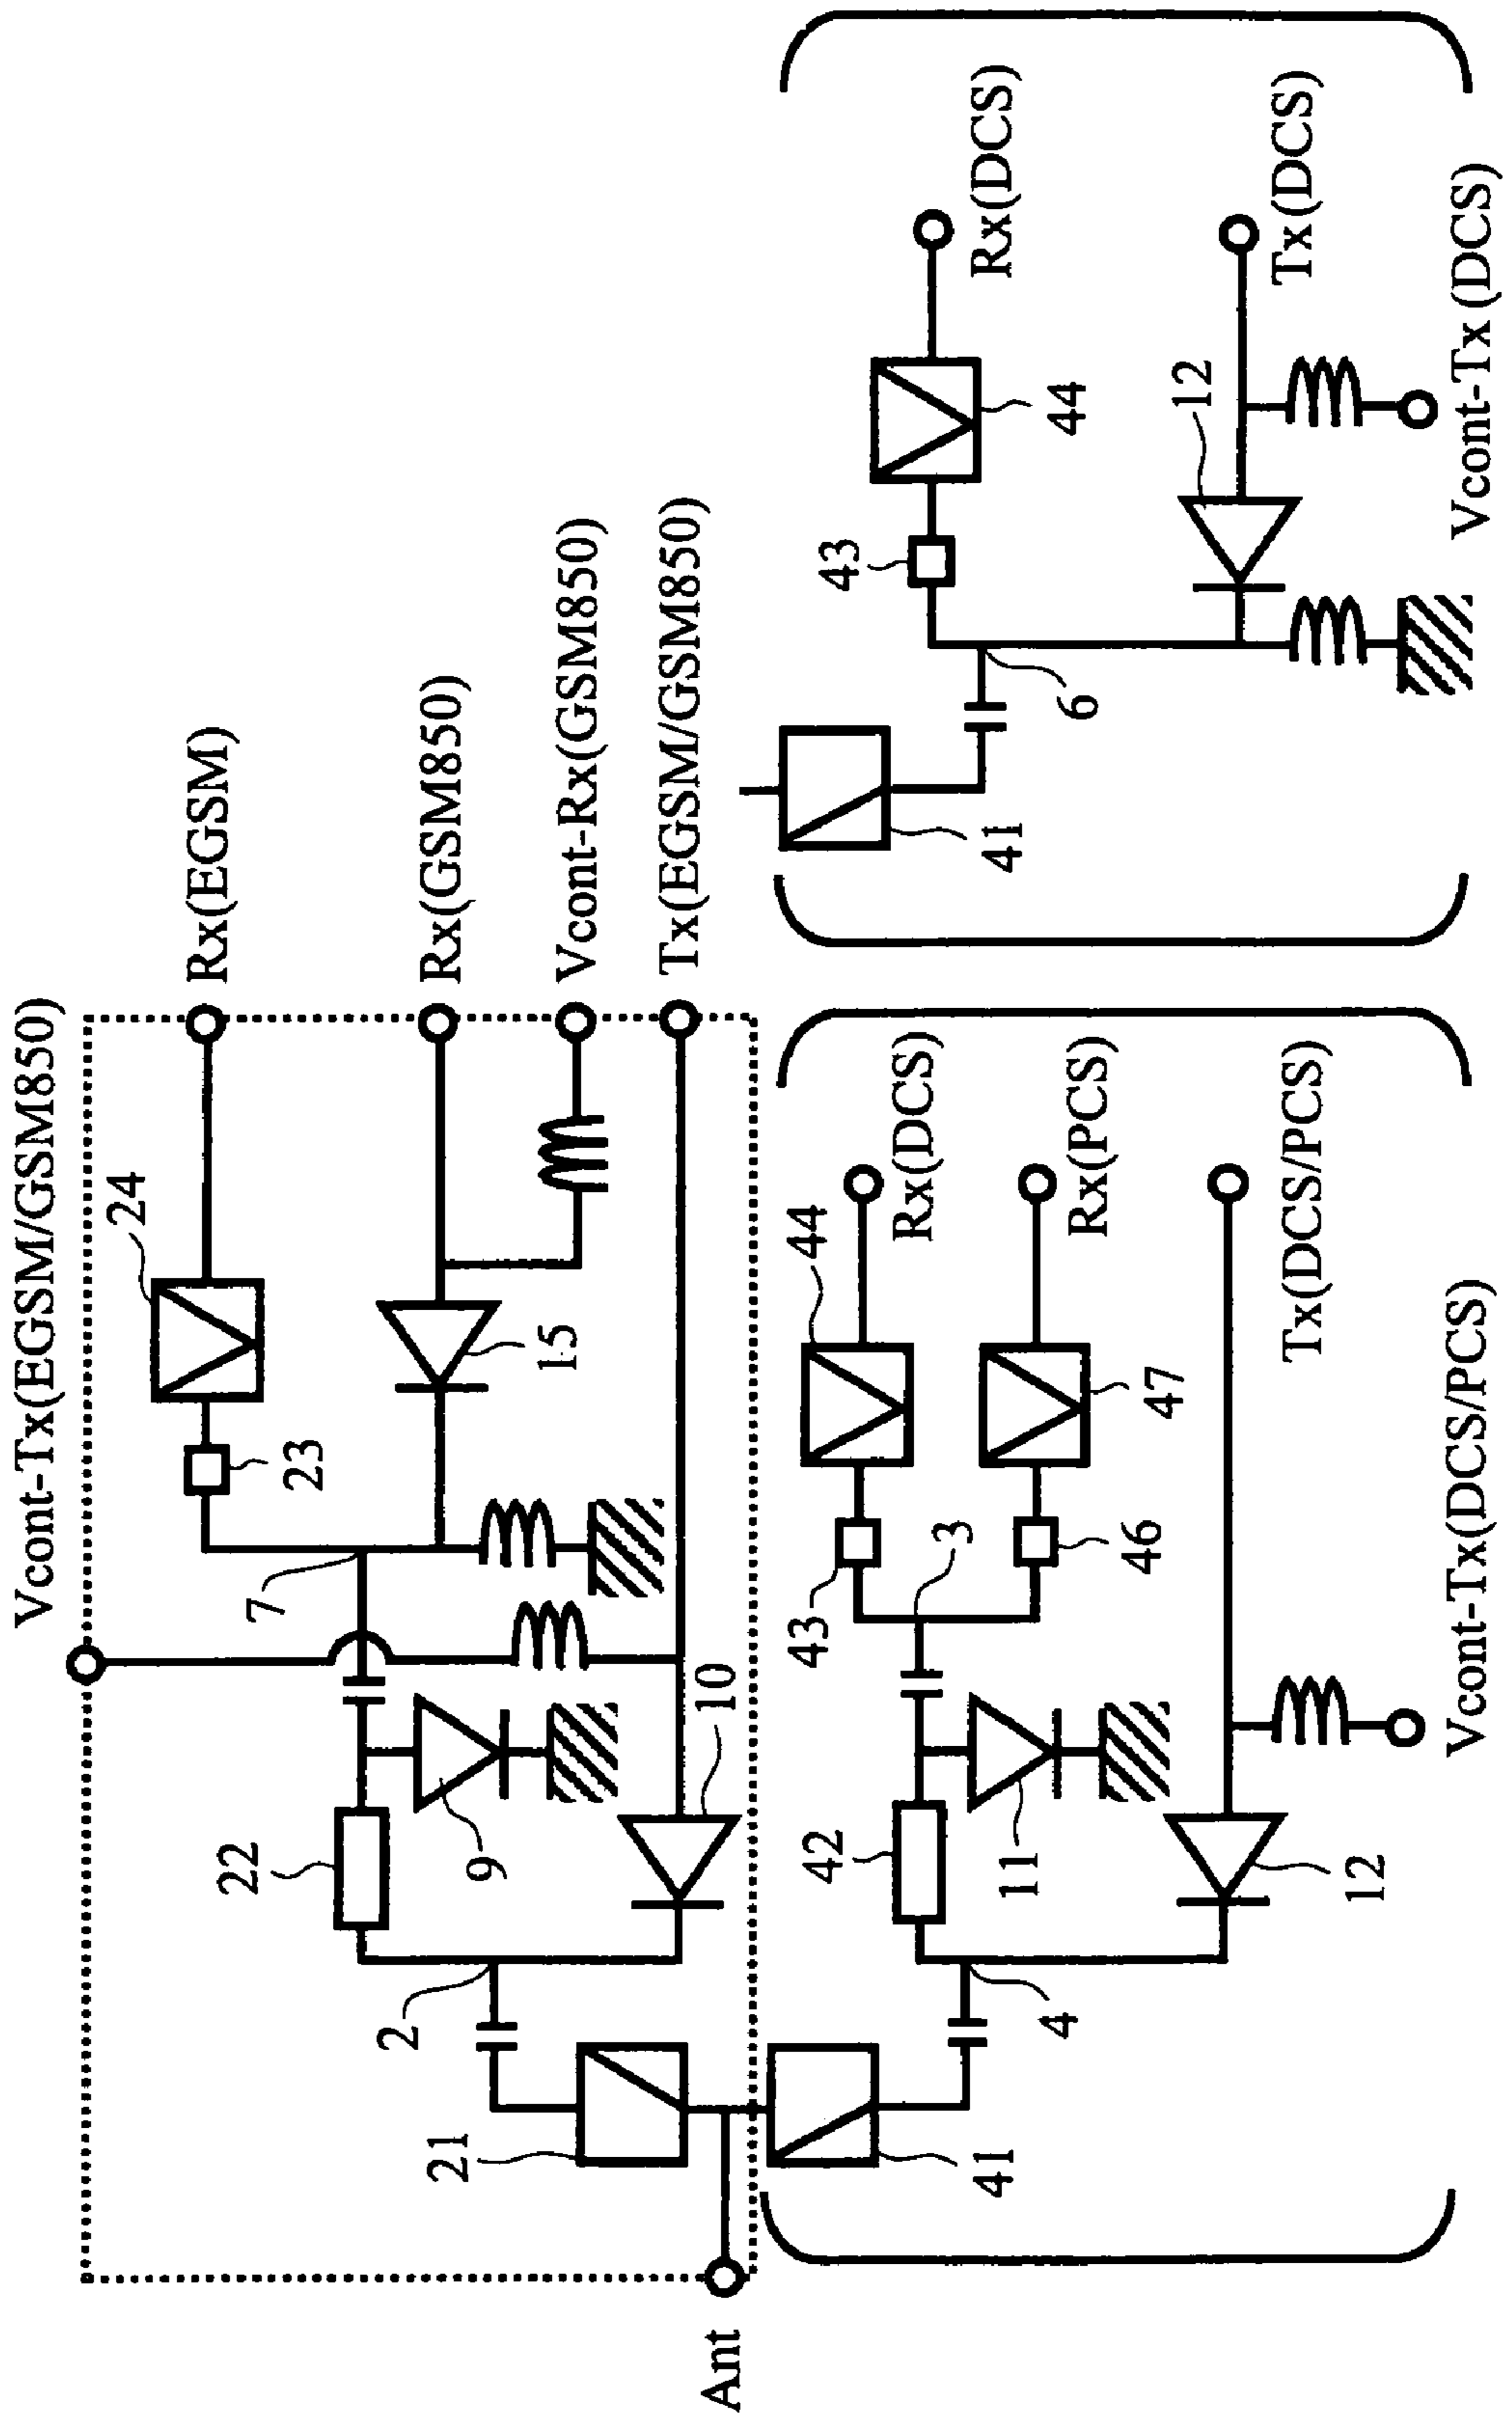 Vcont-Tx(EGSM/GSM850)
24
Rx(EGSM)
23
7
Rx(GSM850)
15
Vcont-Rx(GSM850)
Tx(EGSM/GSM850)
22
9
10
2
21
Ant
41
4
42
11
12
43
44
Rx(DCS)
3
46
47
Rx(PCS)
Tx(DCS/PCS)
Vcont-Tx(DCS/PCS)
41
6
43
44
Rx(DCS)
12
Tx(DCS)
Vcont-Tx (DCS)